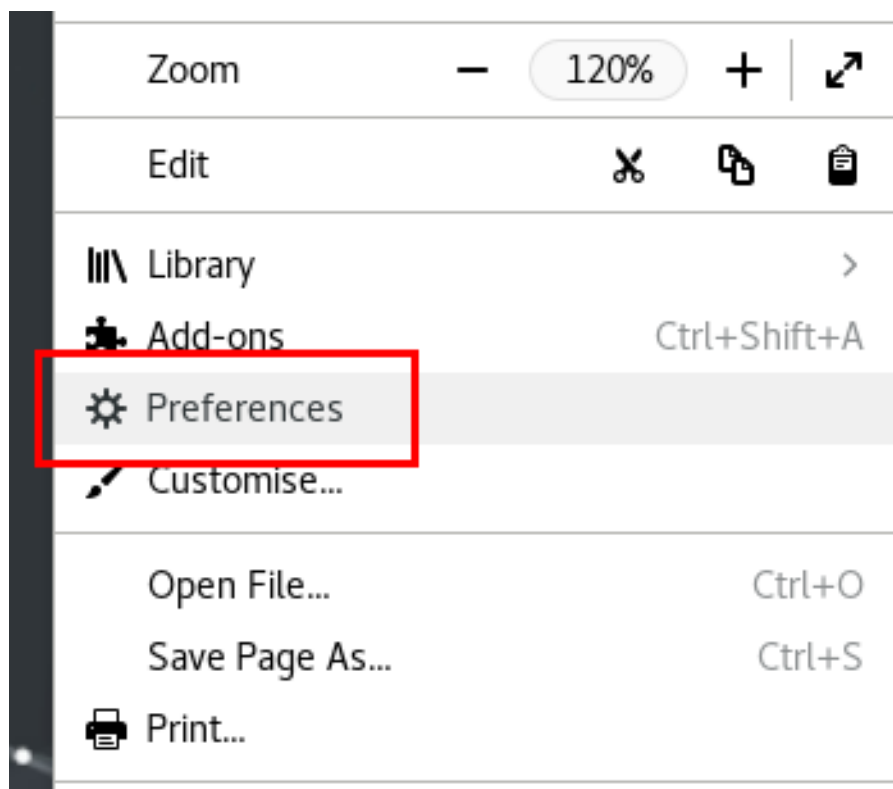 Zoom − 120% +
Edit
Library >
Add-ons Ctrl+Shift+A
Preferences
Customise...
Open File... Ctrl+O
Save Page As... Ctrl+S
Print...